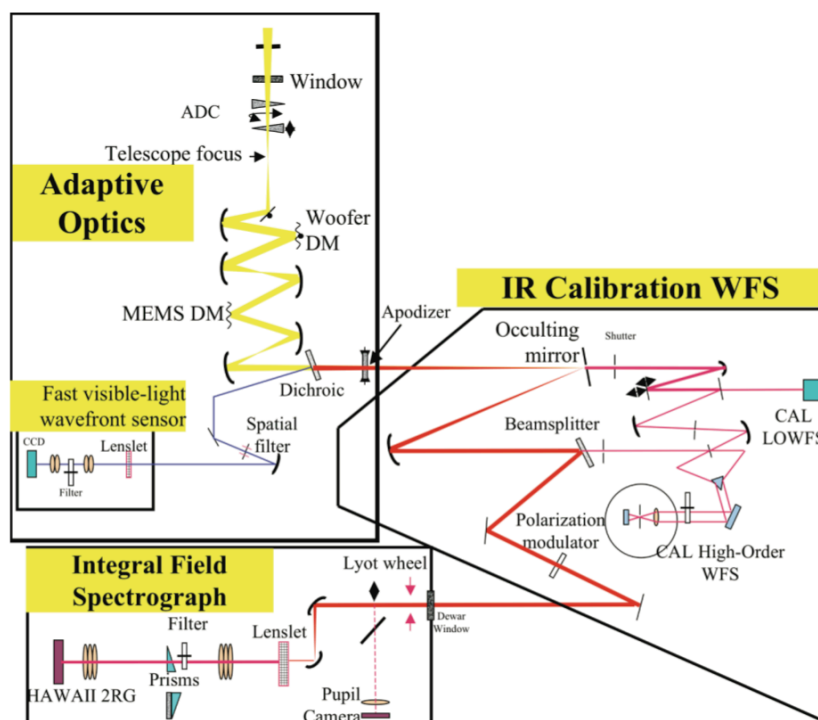 Window
ADC
Telescope focus
Adaptive
Optics
Woofer
DM
MEMS DM
IR Calibration WFS
Apodizer
Occulting
mirror
Shutter
Dichroic
Fast visible-light
wavefront sensor
CAL
LOWFS
Spatial
filter
Beamsplitter
CCD
Lenslet
Filter
Polarization
modulator
CAL High-Order
WFS
Integral Field
Spectrograph
Lyot wheel
Filter
Lenslet
Dewar
Window
HAWAII 2RG
Prisms
Pupil
Camera